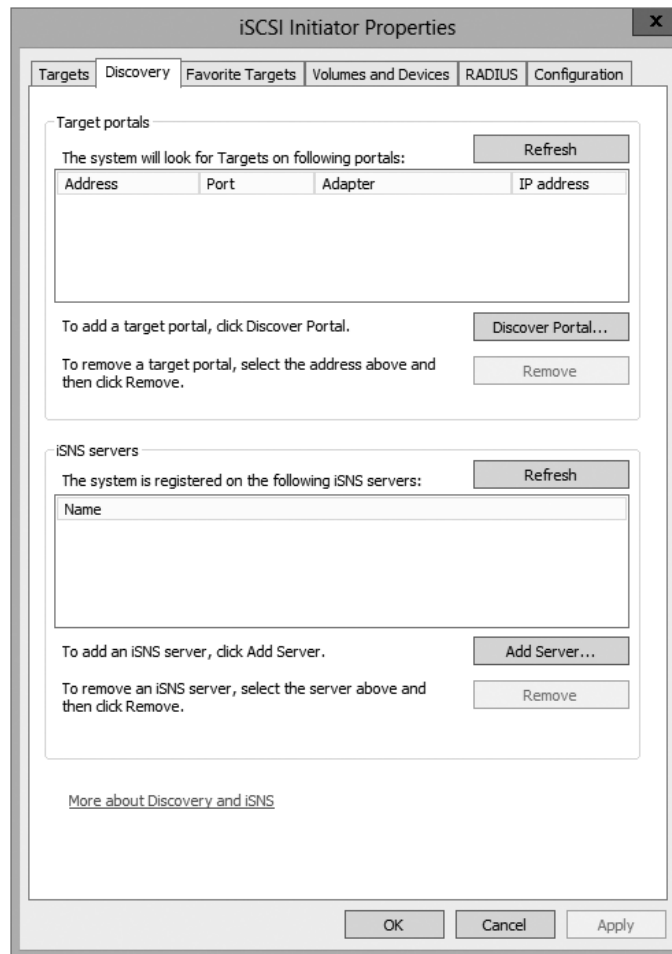 iSCSI Initiator Properties
x
Targets Discovery Favorite Targets Volumes and Devices RADIUS Configuration
Target portals
Refresh
The system will look for Targets on following portals:
Address Port Adapter IP address
To add a target portal, click Discover Portal.
Discover Portal...
To remove a target portal, select the address above and
then click Remove.
Remove
iSNS servers
Refresh
The system is registered on the following iSNS servers:
Name
To add an iSNS server, click Add Server.
Add Server...
To remove an iSNS server, select the server above and
then click Remove.
Remove
More about Discovery and iSNS
OK Cancel Apply